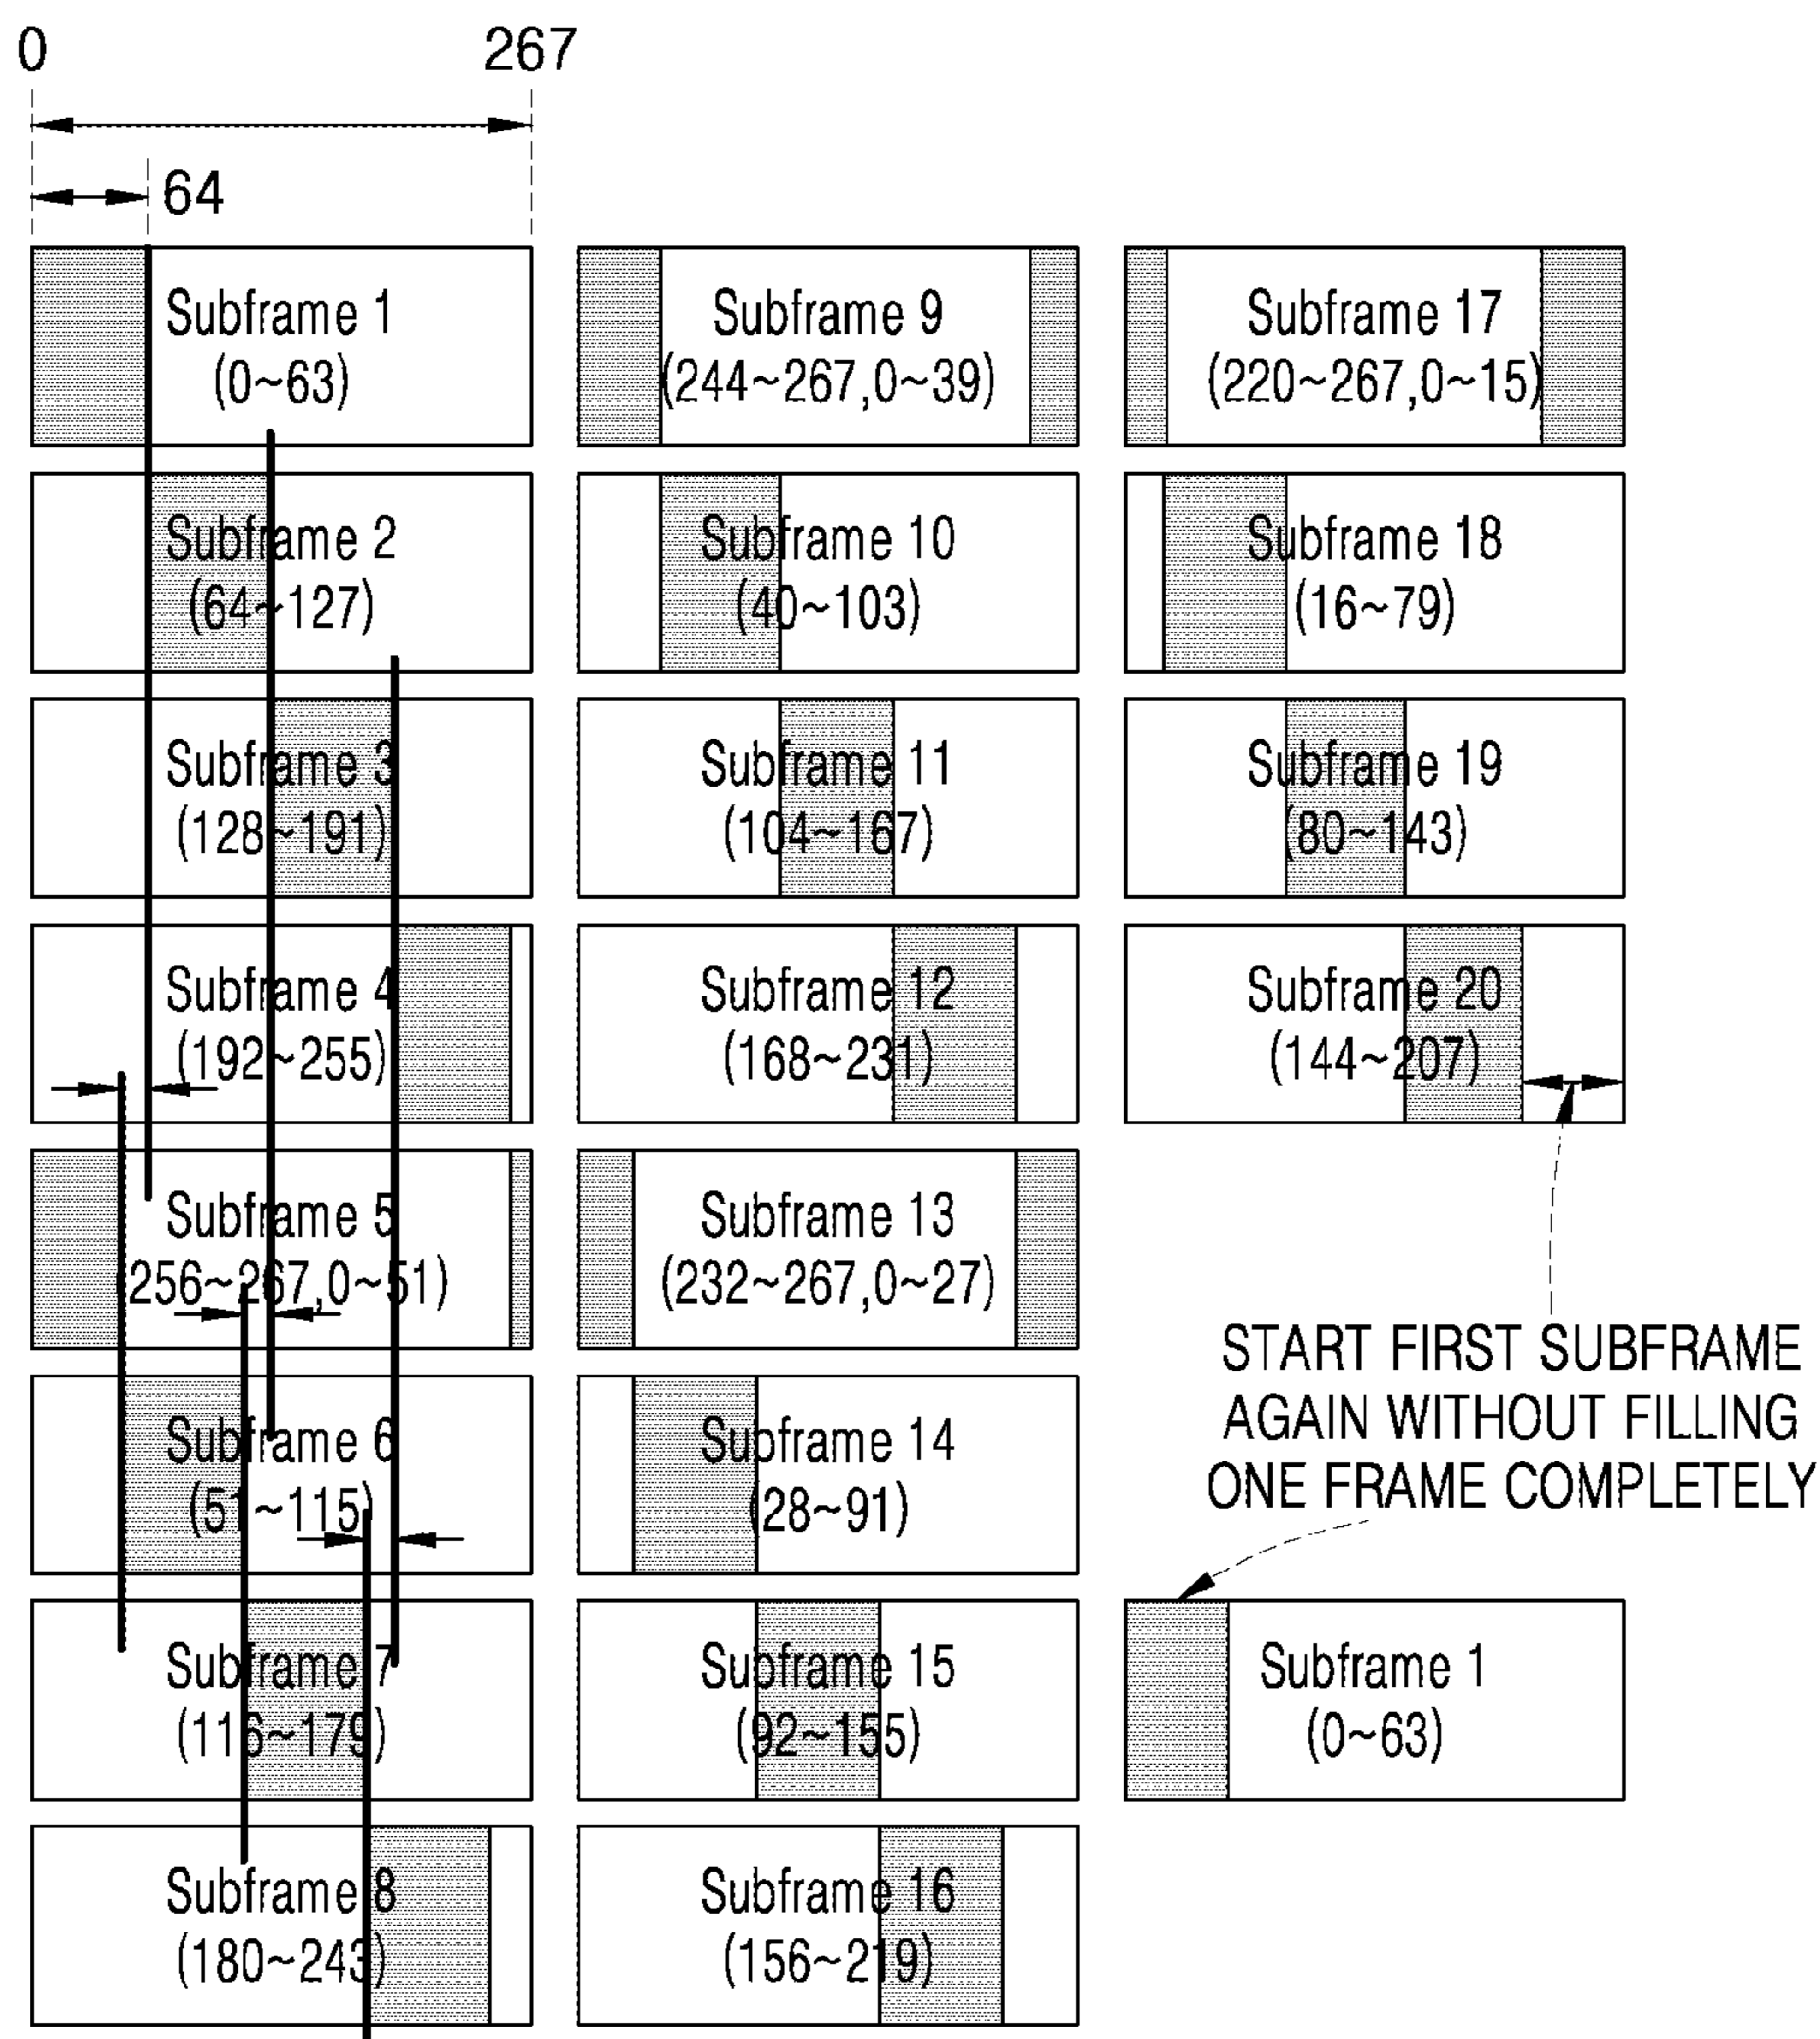 0
267
64
Subframe 1
(0~63)
Subframe 2
(64~127)
Subframe 3
(128~191)
Subframe 4
(192~255)
Subframe 5
(256~267,0~51)
Subframe 6
(51~115)
Subframe 7
(116~179)
Subframe 8
(180~243)
Subframe 9
(244~267,0~39)
Subframe 10
(40~103)
Subframe 11
(104~167)
Subframe 12
(168~231)
Subframe 13
(232~267,0~27)
Subframe 14
(28~91)
Subframe 15
(92~155)
Subframe 16
(156~219)
Subframe 17
(220~267,0~15)
Subframe 18
(16~79)
Subframe 19
(80~143)
Subframe 20
(144~207)
START FIRST SUBFRAME
AGAIN WITHOUT FILLING
ONE FRAME COMPLETELY
Subframe 1
(0~63)